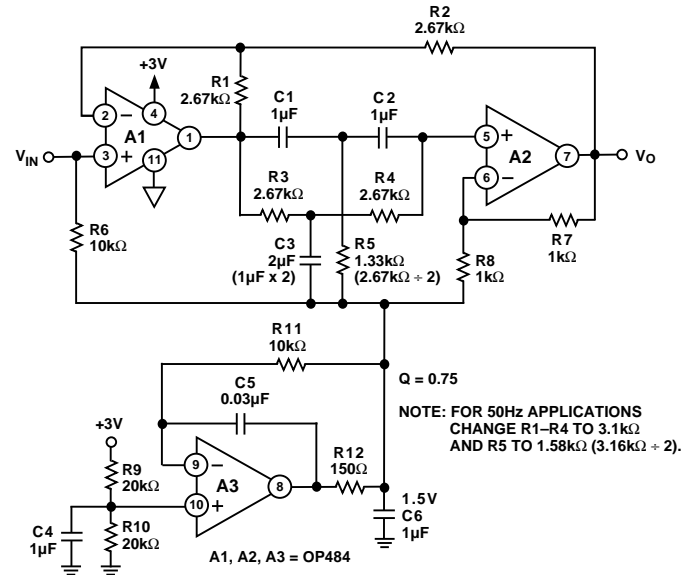 R2
2.67kΩ
+3V
R1
2.67kΩ
C1
1µF
C2
1µF
2
−
4
A1
1
3
+
11
VIN
5
+
A2
7
6
−
VO
R3
2.67kΩ
R4
2.67kΩ
R6
10kΩ
C3
2µF
(1µF x 2)
R5
1.33kΩ
(2.67kΩ ÷ 2)
R8
1kΩ
R7
1kΩ
R11
10kΩ
C5
0.03µF
Q = 0.75
NOTE: FOR 50Hz APPLICATIONS
CHANGE R1–R4 TO 3.1kΩ
AND R5 TO 1.58kΩ (3.16kΩ ÷ 2).
+3V
R9
20kΩ
9
−
A3
8
10
+
R12
150Ω
1.5V
C6
1µF
C4
1µF
R10
20kΩ
A1, A2, A3 = OP484